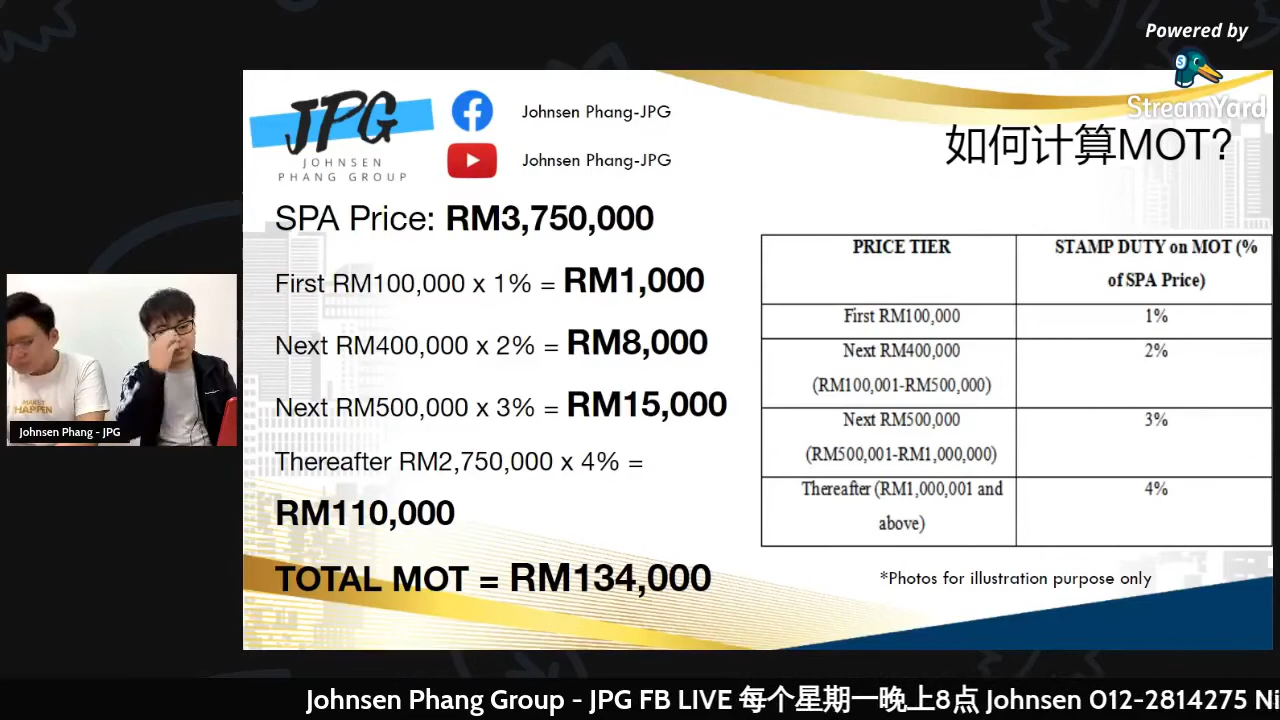 Powered by
StreamYard
JPG
JOHNSEN
PHANG GROUP
Johnsen Phang-JPG
Johnsen Phang-JPG
如何计算MOT?
SPA Price: RM3,750,000
First RM100,000 x 1% = RM1,000
Next RM400,000 x 2% = RM8,000
Next RM500,000 x 3% = RM15,000
Thereafter RM2,750,000 x 4% =
RM110,000
TOTAL MOT = RM134,000
PRICE TIER
STAMP DUTY on MOT (%
of SPA Price)
First RM100,000
1%
Next RM400,000
(RM100,001-RM500,000)
2%
Next RM500,000
(RM500,001-RM1,000,000)
3%
Thereafter (RM1,000,001 and
above)
4%
*Photos for illustration purpose only
HAPPEN
Johnsen Phang - JPG
Johnsen Phang Group - JPG FB LIVE 每个星期一晚上8点 Johnsen 012-2814275 Ni